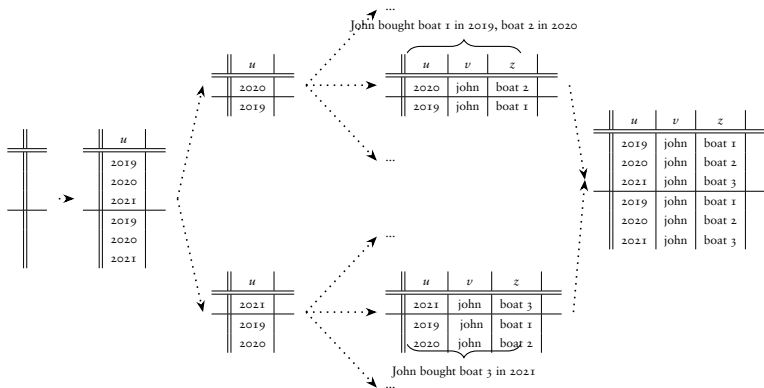 ...
John bought boat 1 in 2019, boat 2 in 2020
u
2020
2019
u v z
2020 john boat 2
2019 john boat 1
...
u
2019
2020
2021
2019
2020
2021
u v z
2019 john boat 1
2020 john boat 2
2021 john boat 3
2019 john boat 1
2020 john boat 2
2021 john boat 3
...
u
2021
2019
2020
u v z
2021 john boat 3
2019 john boat 1
2020 john boat 2
John bought boat 3 in 2021
...